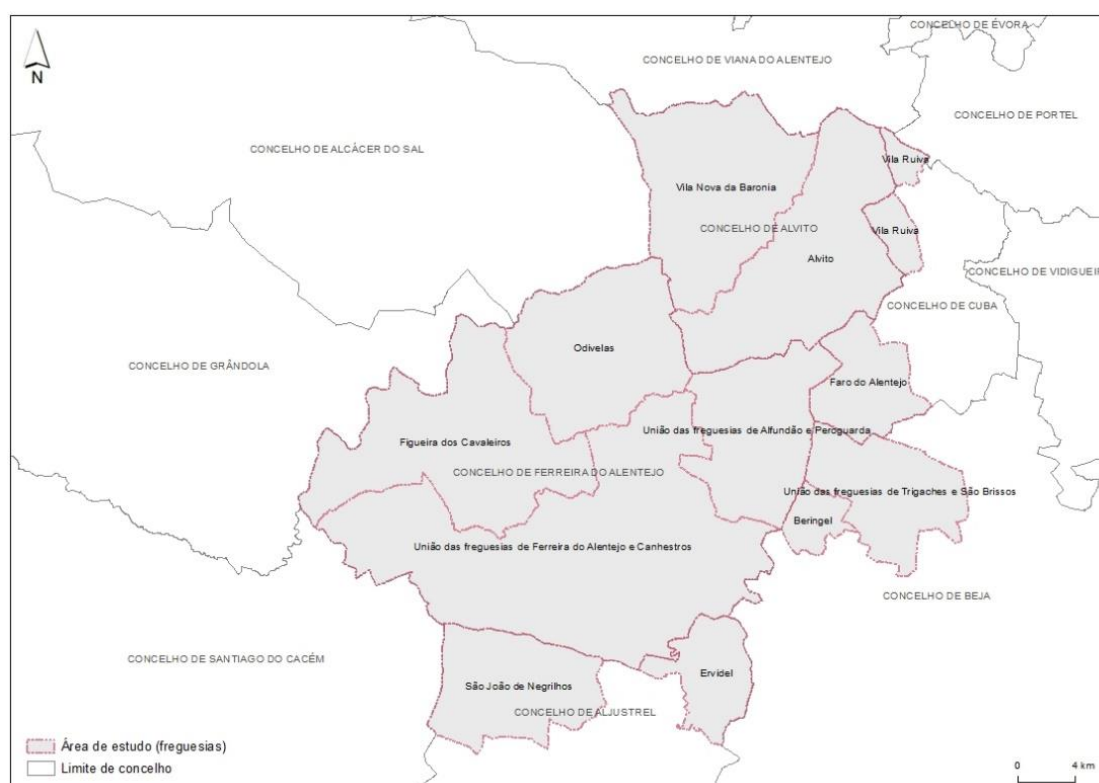 CONCELHO DE ÉVORA
CONCELHO DE VIANA DO ALENTEJO
N
CONCELHO DE PORTEL
CONCELHO DE ALCÁCER DO SAL
Vila Ruiva
Vila Nova da Baronia
CONCELHO DE ALVITO
Vila Ruiva
Alvito
CONCELHO DE VIDIGUEIR
CONCELHO DE CUBA
Odivelas
CONCELHO DE GRÂNDOLA
Faro do Alentejo
União das freguesias de Alfundão e Peroguarda
Figueira dos Cavaleiros
CONCELHO DE FERREIRA DO ALENTEJO
União das freguesias de Trigaches e São Brissos
Beringel
União das freguesias de Ferreira do Alentejo e Canhestros
CONCELHO DE BEJA
CONCELHO DE SANTIAGO DO CACÉM
Ervidel
São João de Negrilhos
CONCELHO DE ALJUSTREL
Área de estudo (freguesias)
Limite de concelho
0 4 km